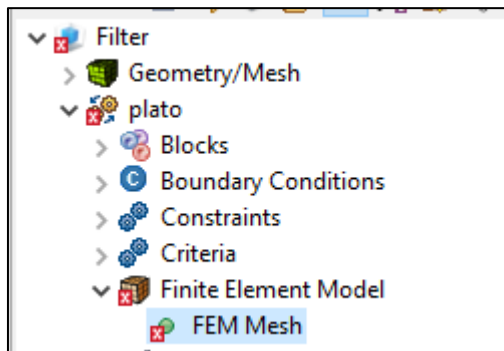 Filter
Geometry/Mesh
plato
Blocks
C Boundary Conditions
Constraints
Criteria
Finite Element Model
FEM Mesh